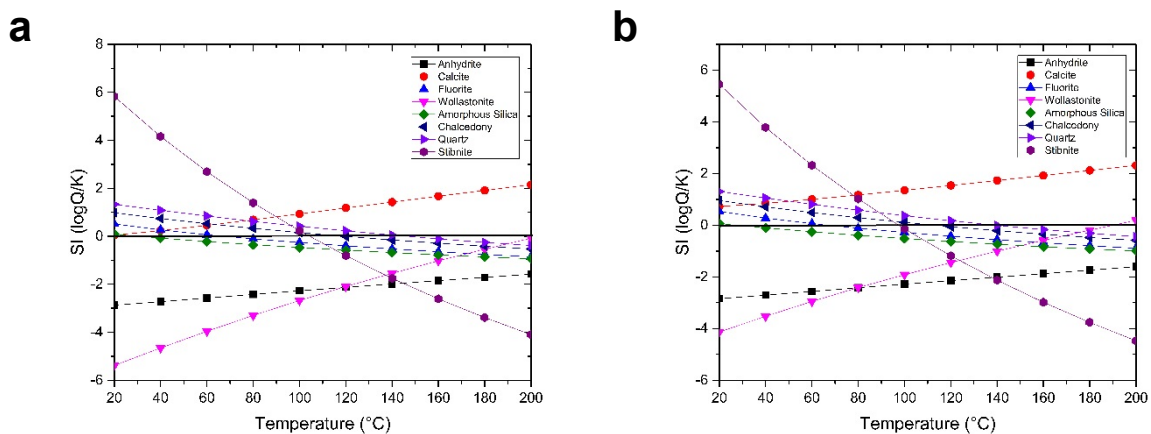 a
SI (logQ/K)
8
6
4
2
0
-2
-4
-6
20 40 60 80 100 120 140 160 180 200
Temperature (°C)
Anhydrite
Calcite
Fluorite
Wollastonite
Amorphous Silica
Chalcedony
Quartz
Stibnite
b
SI (logQ/K)
6
4
2
0
-2
-4
-6
20 40 60 80 100 120 140 160 180 200
Temperature (°C)
Anhydrite
Calcite
Fluorite
Wollastonite
Amorphous Silica
Chalcedony
Quartz
Stibnite